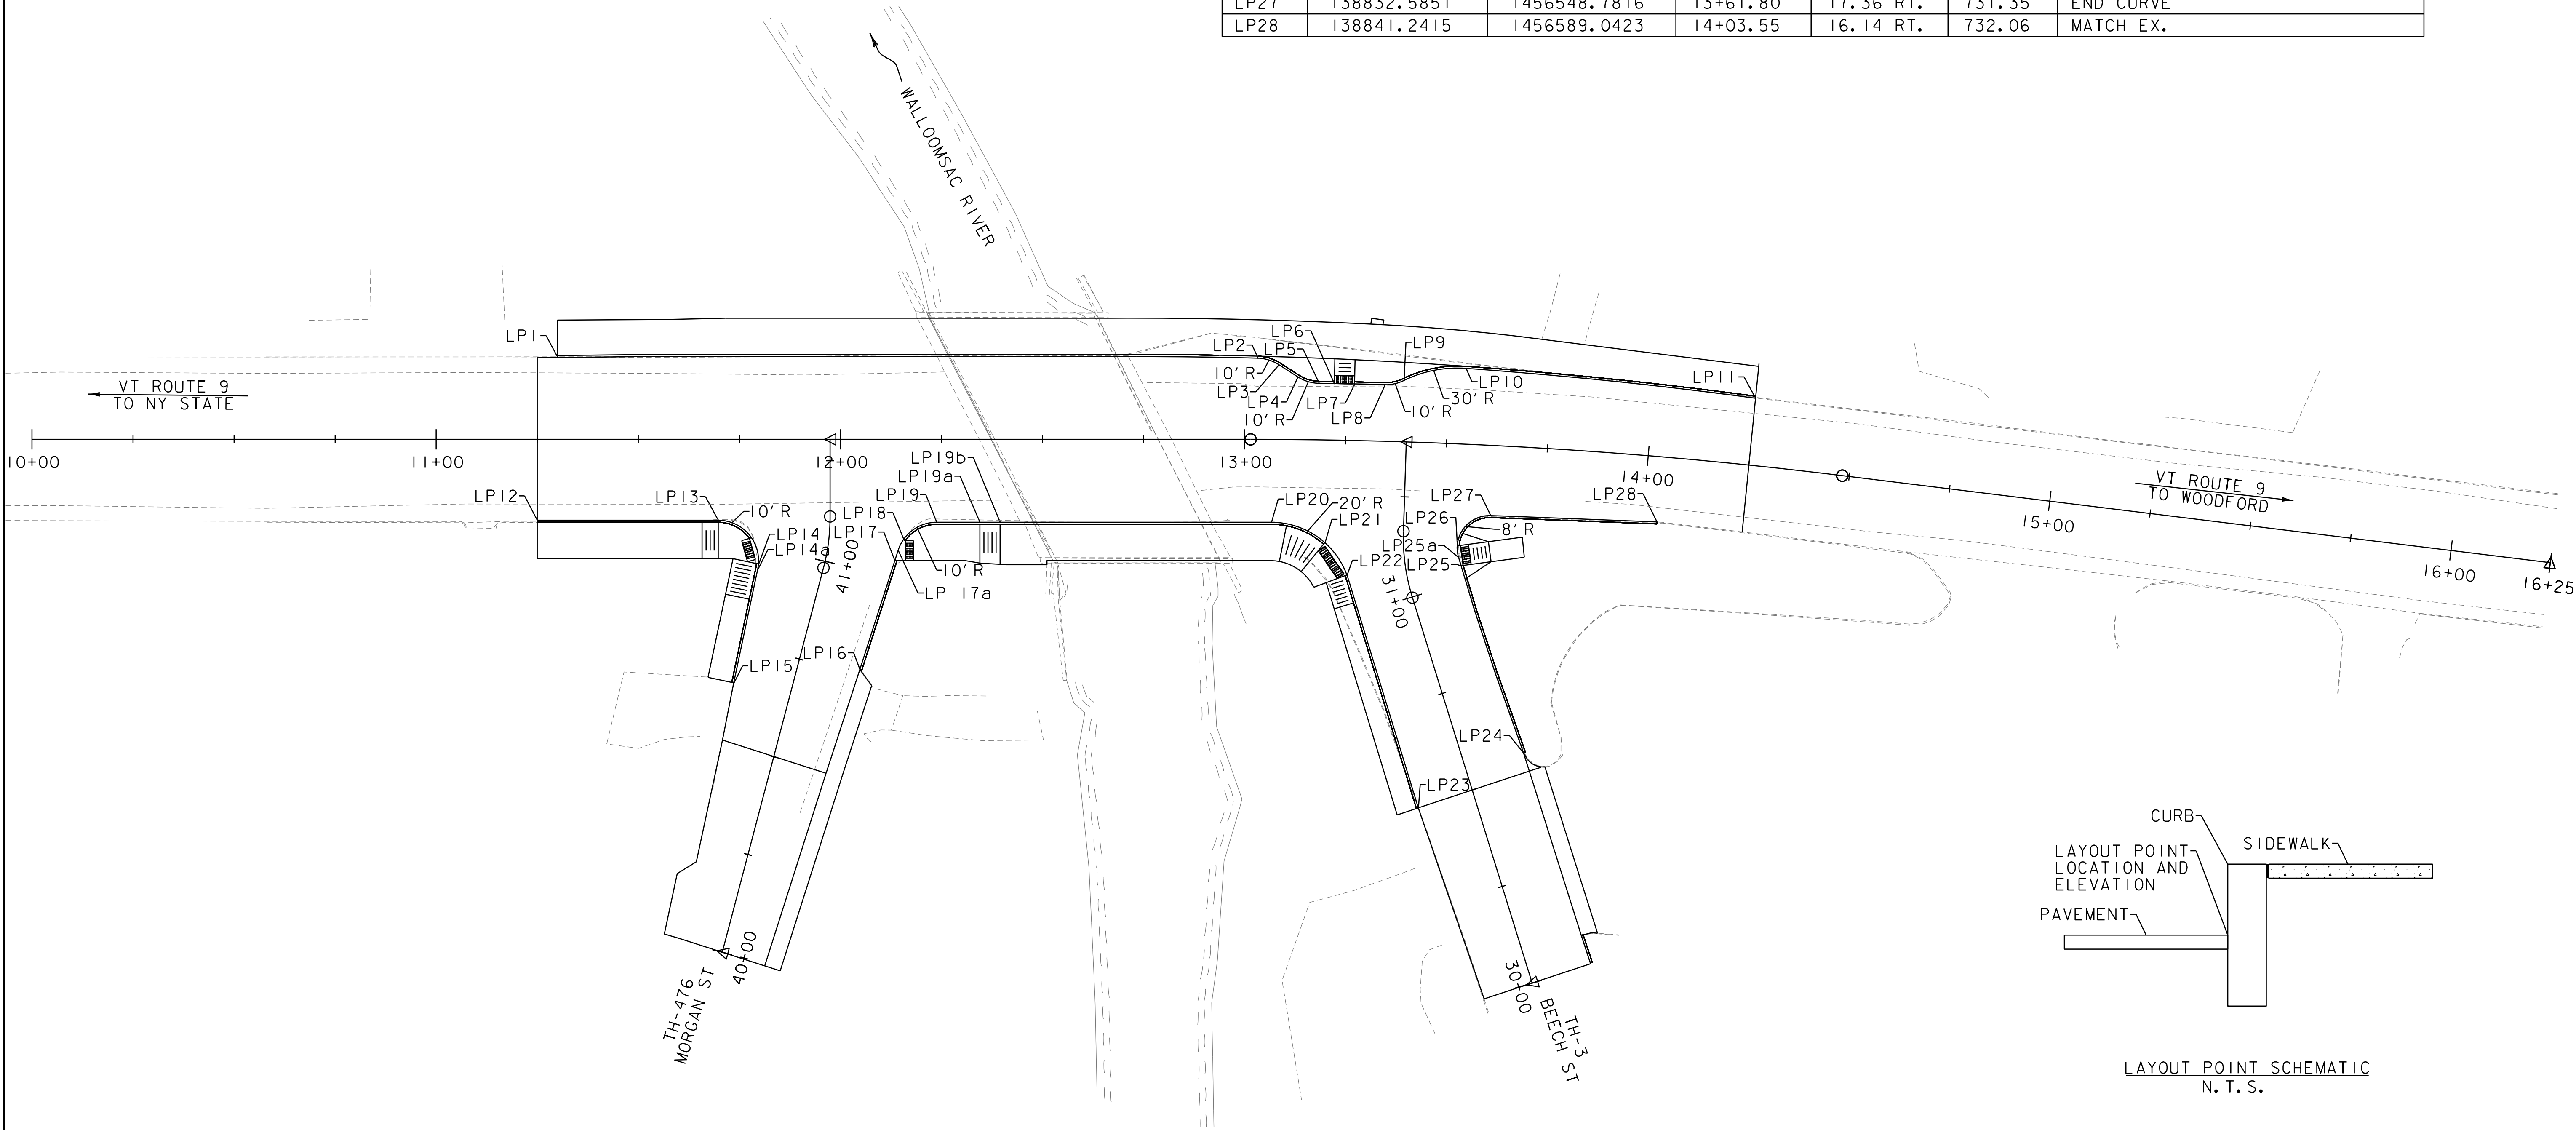 LP27 138832.5851 1456548.7816 13+61.80 17.36 RT. 731.35 END CURVE
LP28 138841.2415 1456589.0423 14+03.55 16.14 RT. 732.06 MATCH EX.
WALLOOMSAC RIVER
LP1
LP2
LP3
LP4
LP5
LP6
LP7
LP8
LP9
LP10
LP11
10' R
10' R
10' R
30' R
VT ROUTE 9
TO NY STATE
10+00
11+00
12+00
13+00
14+00
15+00
16+00
16+25
VT ROUTE 9
TO WOODFORD
LP12
LP13
10' R
LP14
LP14a
LP15
LP16
LP17
LP 17a
LP18
LP19
LP19a
LP19b
10' R
41+00
LP20
20' R
LP21
LP22
LP23
LP24
LP25
LP25a
LP26
LP27
LP28
8' R
31+00
40+00
TH-476
MORGAN ST
30+00
TH-3
BEECH ST
CURB
SIDEWALK
LAYOUT POINT
LOCATION AND
ELEVATION
PAVEMENT
LAYOUT POINT SCHEMATIC
N.T.S.